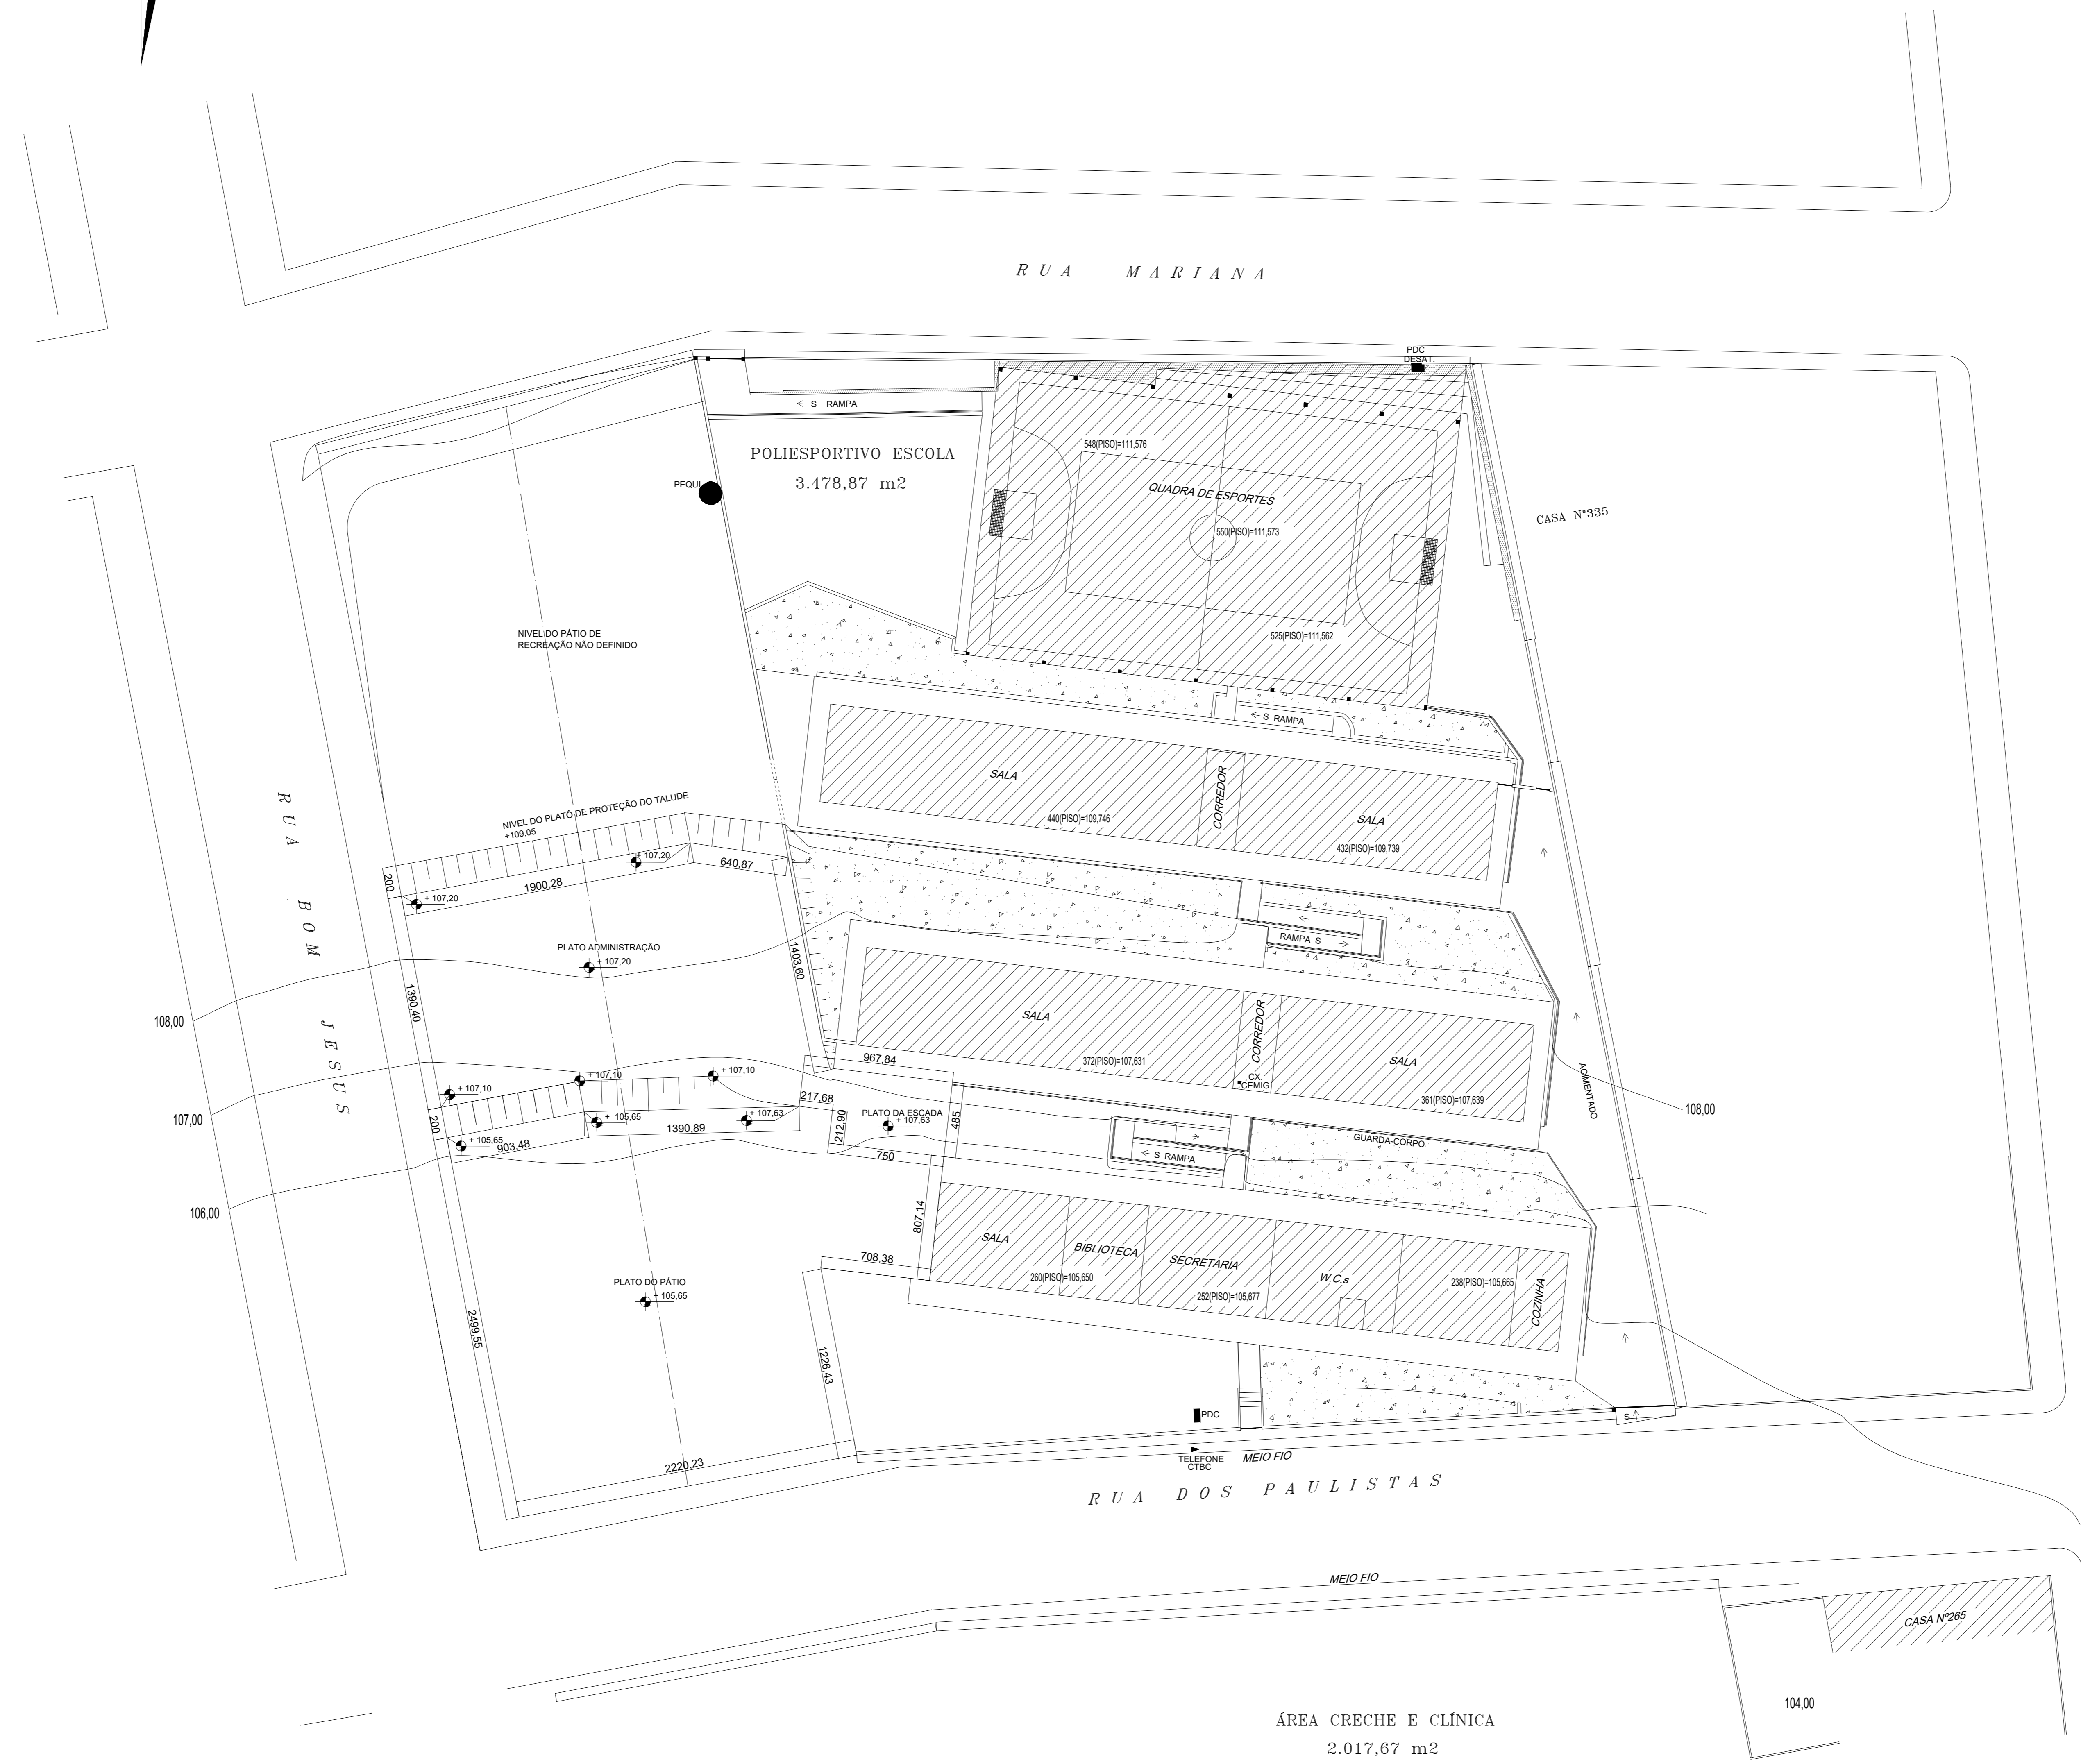 RUA MARIANA
PDC
DESAT.
S RAMPA
POLIESPORTIVO ESCOLA
3.478,87 m2
PEQUI
548(PISO)=111,576
QUADRA DE ESPORTES
550(PISO)=111,573
CASA N°335
525(PISO)=111,562
NIVEL DO PÁTIO DE
RECREAÇÃO NÃO DEFINIDO
S RAMPA
SALA
CORREDOR
SALA
440(PISO)=109,746
432(PISO)=109,739
RUA BOM JESUS
NIVEL DO PLATÔ DE PROTEÇÃO DO TALUDE
+109,05
+ 107,20
640,87
200
1900,28
+ 107,20
PLATO ADMINISTRAÇÃO
+ 107,20
1403,60
1390,40
RAMPA S
108,00
SALA
CORREDOR
SALA
372(PISO)=107,631
CX.
CEMIG
361(PISO)=107,639
ACIMENTADO
108,00
967,84
+ 107,10
+ 107,10
+ 107,10
107,00
217,68
200
+ 105,65
+ 107,63
1390,89
212,90
PLATO DA ESCADA
+ 107,63
485
+ 105,65
903,48
750
S RAMPA
GUARDA-CORPO
106,00
807,14
SALA
BIBLIOTECA
SECRETARIA
W.C.s
COZINHA
260(PISO)=105,650
252(PISO)=105,677
238(PISO)=105,665
708,38
PLATO DO PÁTIO
+ 105,65
2499,55
1226,43
PDC
S
2220,23
TELEFONE
CTBC
MEIO FIO
RUA DOS PAULISTAS
MEIO FIO
CASA Nº265
104,00
ÁREA CRECHE E CLÍNICA
2.017,67 m2